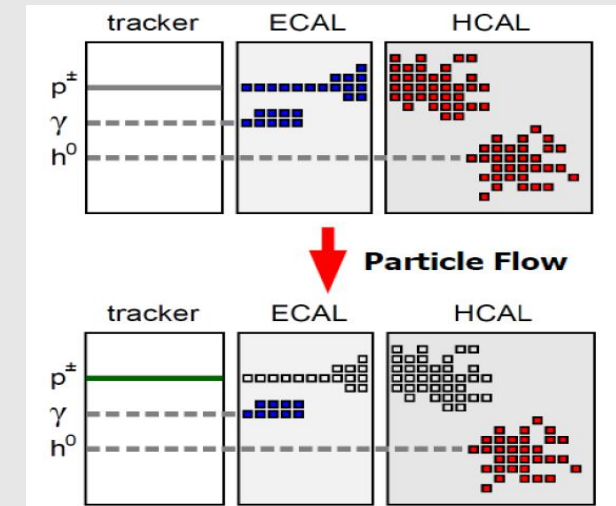 tracker ECAL HCAL
p±
γ
h⁰
Particle Flow
tracker ECAL HCAL
p±
γ
h⁰